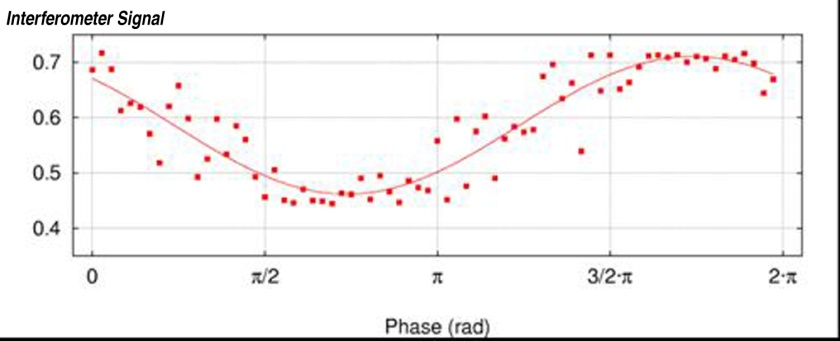 Interferometer Signal
0.7
0.6
0.5
0.4
0 π/2 π 3/2·π 2·π
Phase (rad)